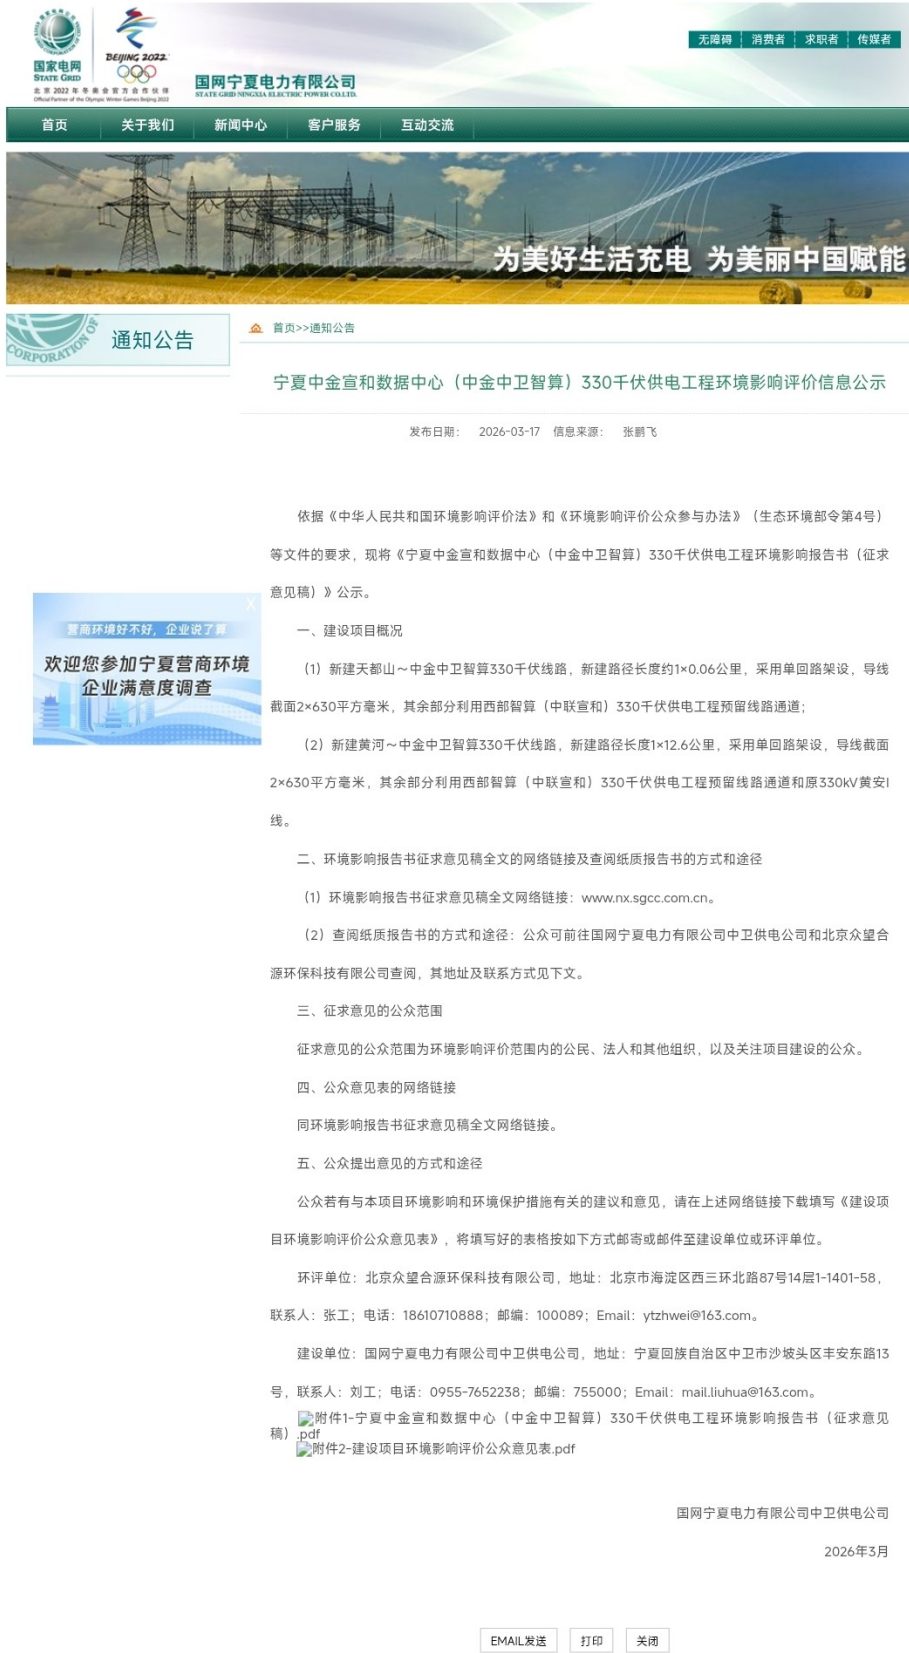 国家电网
STATE GRID
BEIJING 2022
北京2022年冬奥会官方合作伙伴
Official Partner of the Olympic Winter Games Beijing 2022
国网宁夏电力有限公司
STATE GRID NINGXIA ELECTRIC POWER CO.LTD.
无障碍 消费者 求职者 传媒者
首页 关于我们 新闻中心 客户服务 互动交流
为美好生活充电 为美丽中国赋能
CORPORATION OF
通知公告
首页>>通知公告
宁夏中金宣和数据中心（中金中卫智算）330千伏供电工程环境影响评价信息公示
发布日期： 2026-03-17 信息来源： 张鹏飞
依据《中华人民共和国环境影响评价法》和《环境影响评价公众参与办法》（生态环境部令第4号）
等文件的要求，现将《宁夏中金宣和数据中心（中金中卫智算）330千伏供电工程环境影响报告书（征求
意见稿）》公示。
X
营商环境好不好，企业说了算
欢迎您参加宁夏营商环境
企业满意度调查
一、建设项目概况
（1）新建天都山～中金中卫智算330千伏线路，新建路径长度约1×0.06公里，采用单回路架设，导线
截面2×630平方毫米，其余部分利用西部智算（中联宣和）330千伏供电工程预留线路通道；
（2）新建黄河～中金中卫智算330千伏线路，新建路径长度1×12.6公里，采用单回路架设，导线截面
2×630平方毫米，其余部分利用西部智算（中联宣和）330千伏供电工程预留线路通道和原330kV黄安I
线。
二、环境影响报告书征求意见稿全文的网络链接及查阅纸质报告书的方式和途径
（1）环境影响报告书征求意见稿全文网络链接：www.nx.sgcc.com.cn。
（2）查阅纸质报告书的方式和途径：公众可前往国网宁夏电力有限公司中卫供电公司和北京众望合
源环保科技有限公司查阅，其地址及联系方式见下文。
三、征求意见的公众范围
征求意见的公众范围为环境影响评价范围内的公民、法人和其他组织，以及关注项目建设的公众。
四、公众意见表的网络链接
同环境影响报告书征求意见稿全文网络链接。
五、公众提出意见的方式和途径
公众若有与本项目环境影响和环境保护措施有关的建议和意见，请在上述网络链接下载填写《建设项
目环境影响评价公众意见表》，将填写好的表格按如下方式邮寄或邮件至建设单位或环评单位。
环评单位：北京众望合源环保科技有限公司，地址：北京市海淀区西三环北路87号14层1-1401-58，
联系人：张工；电话：18610710888；邮编：100089；Email：ytzhwei@163.com。
建设单位：国网宁夏电力有限公司中卫供电公司，地址：宁夏回族自治区中卫市沙坡头区丰安东路13
号，联系人：刘工；电话：0955-7652238；邮编：755000；Email：mail.liuhua@163.com。
附件1-宁夏中金宣和数据中心（中金中卫智算）330千伏供电工程环境影响报告书（征求意见
稿）.pdf
附件2-建设项目环境影响评价公众意见表.pdf
国网宁夏电力有限公司中卫供电公司
2026年3月
EMAIL发送 打印 关闭